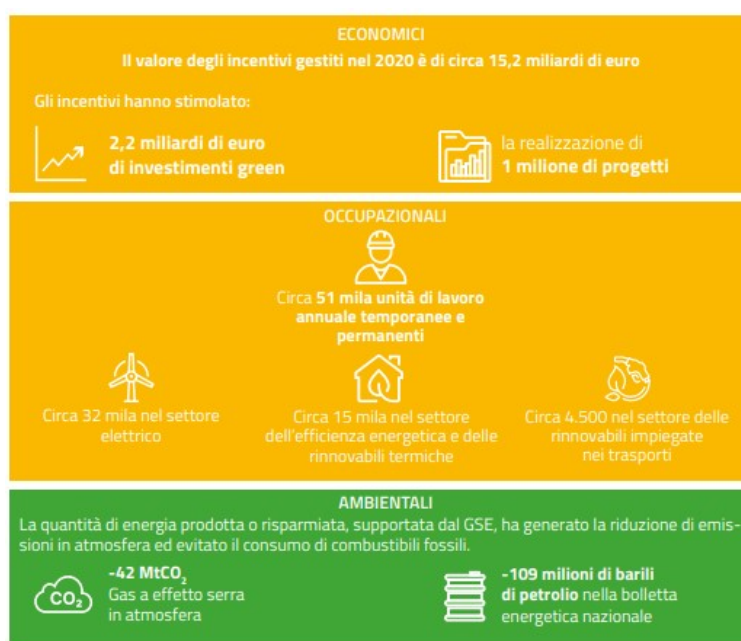 ECONOMICI
Il valore degli incentivi gestiti nel 2020 è di circa 15,2 miliardi di euro
Gli incentivi hanno stimolato:
2,2 miliardi di euro
di investimenti green
la realizzazione di
1 milione di progetti
OCCUPAZIONALI
Circa 51 mila unità di lavoro
annuale temporanee e
permanenti
Circa 32 mila nel settore
elettrico
Circa 15 mila nel settore
dell'efficienza energetica e delle
rinnovabili termiche
Circa 4.500 nel settore delle
rinnovabili impiegate
nei trasporti
AMBIENTALI
La quantità di energia prodotta o risparmiata, supportata dal GSE, ha generato la riduzione di emis-
sioni in atmosfera ed evitato il consumo di combustibili fossili.
CO₂
-42 MtCO₂
Gas a effetto serra
in atmosfera
-109 milioni di barili
di petrolio nella bolletta
energetica nazionale